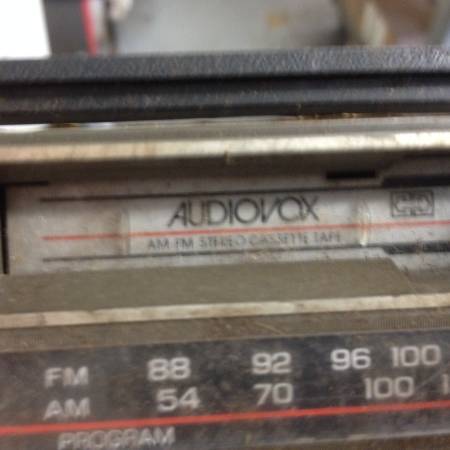 AUDIOVOX
AM FM STEREO CASSETTE TAPE
FM 88 92 96 100
AM 54 70 100
PROGRAM